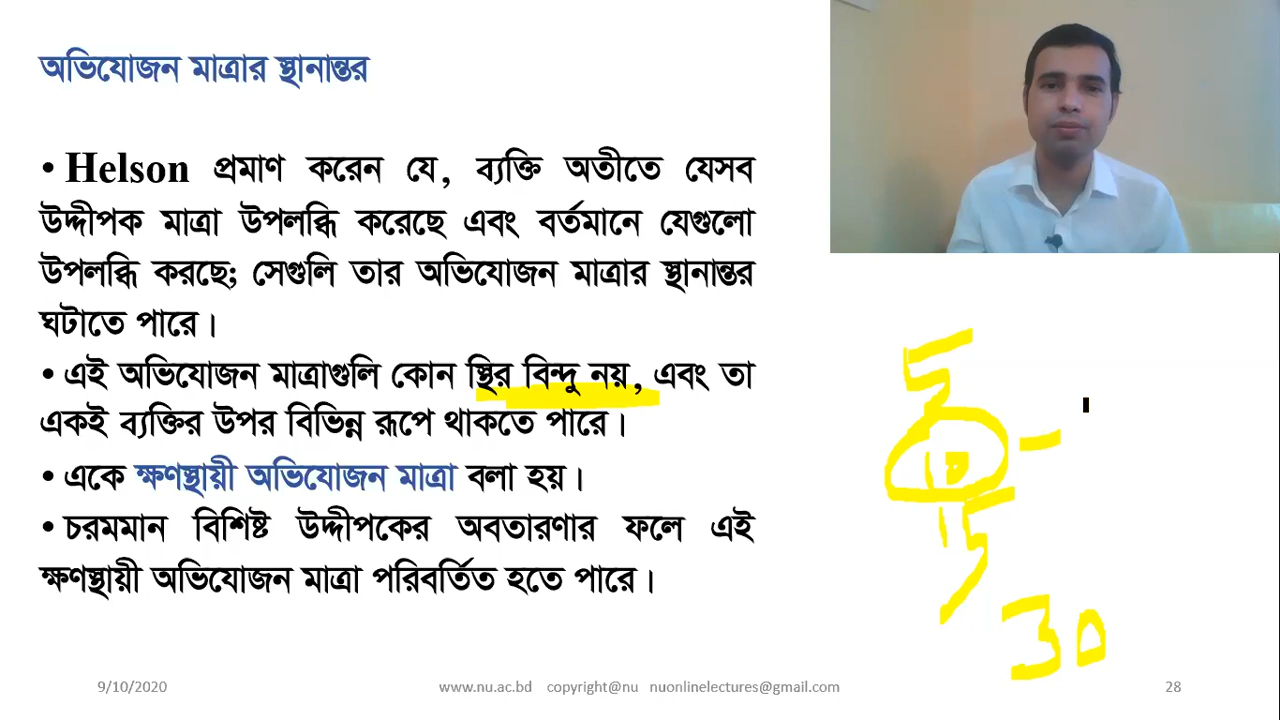 অভিযোজন মাত্রার স্থানান্তর
• Helson প্রমাণ করেন যে, ব্যক্তি অতীতে যেসব
উদ্দীপক মাত্রা উপলব্ধি করেছে এবং বর্তমানে যেগুলো
উপলব্ধি করছে; সেগুলি তার অভিযোজন মাত্রার স্থানান্তর
ঘটাতে পারে।
• এই অভিযোজন মাত্রাগুলি কোন স্থির বিন্দু নয়, এবং তা
একই ব্যক্তির উপর বিভিন্ন রূপে থাকতে পারে।
• একে ক্ষণস্থায়ী অভিযোজন মাত্রা বলা হয়।
• চরমমান বিশিষ্ট উদ্দীপকের অবতারণার ফলে এই
ক্ষণস্থায়ী অভিযোজন মাত্রা পরিবর্তিত হতে পারে।
5
10 -
15
30
9/10/2020 www.nu.ac.bd copyright@nu nuonlinelectures@gmail.com 28